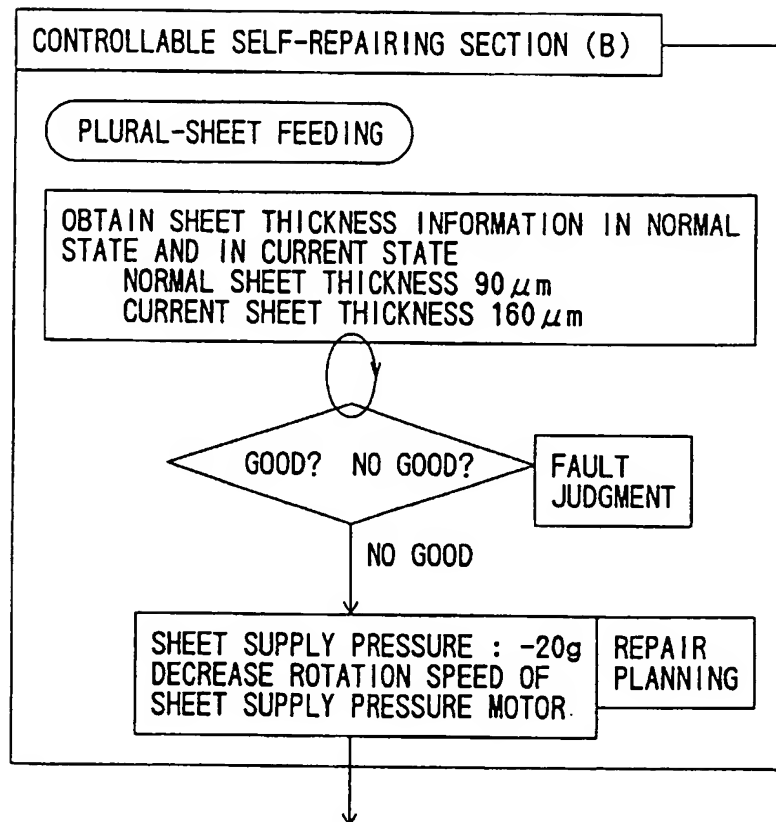 CONTROLLABLE SELF-REPAIRING SECTION (B)
PLURAL-SHEET FEEDING
OBTAIN SHEET THICKNESS INFORMATION IN NORMAL
STATE AND IN CURRENT STATE
NORMAL SHEET THICKNESS 90μm
CURRENT SHEET THICKNESS 160μm
GOOD? NO GOOD?
FAULT
JUDGMENT
NO GOOD
SHEET SUPPLY PRESSURE : -20g
DECREASE ROTATION SPEED OF
SHEET SUPPLY PRESSURE MOTOR
REPAIR
PLANNING